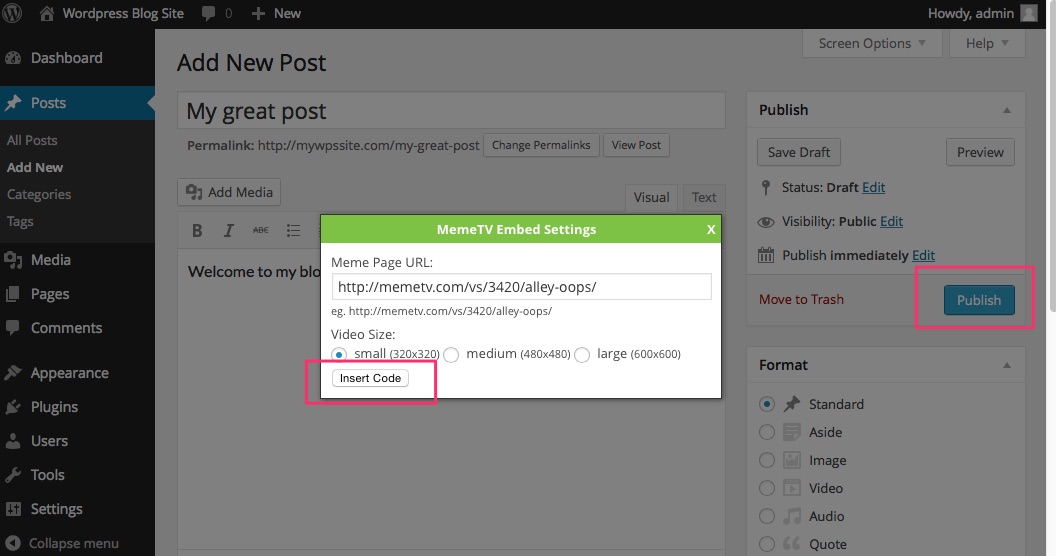 Wordpress Blog Site 0 + New Howdy, admin
Screen Options Help
Dashboard
Posts
All Posts
Add New
Categories
Tags
Media
Pages
Comments
Appearance
Plugins
Users
Tools
Settings
Collapse menu
Add New Post
My great post
Permalink: http://mywpssite.com/my-great-post Change Permalinks View Post
Add Media Visual Text
B I ABC
Welcome to my blo
MemeTV Embed Settings X
Meme Page URL:
http://memetv.com/vs/3420/alley-oops/
eg. http://memetv.com/vs/3420/alley-oops/
Video Size:
small (320x320) medium (480x480) large (600x600)
Insert Code
Publish
Save Draft Preview
Status: Draft Edit
Visibility: Public Edit
Publish immediately Edit
Move to Trash Publish
Format
Standard
Aside
Image
Video
Audio
Quote